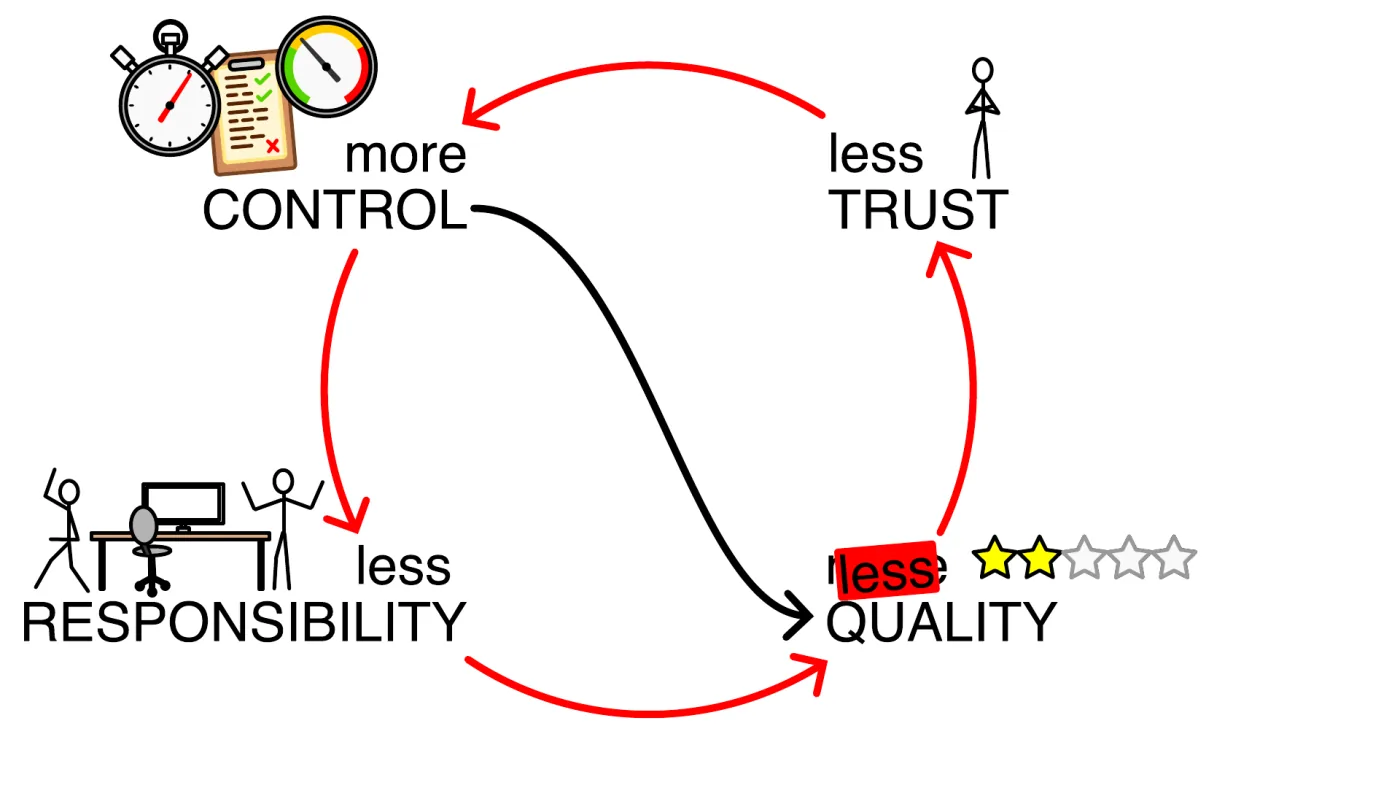 more
CONTROL
less
TRUST
less
RESPONSIBILITY
less
QUALITY